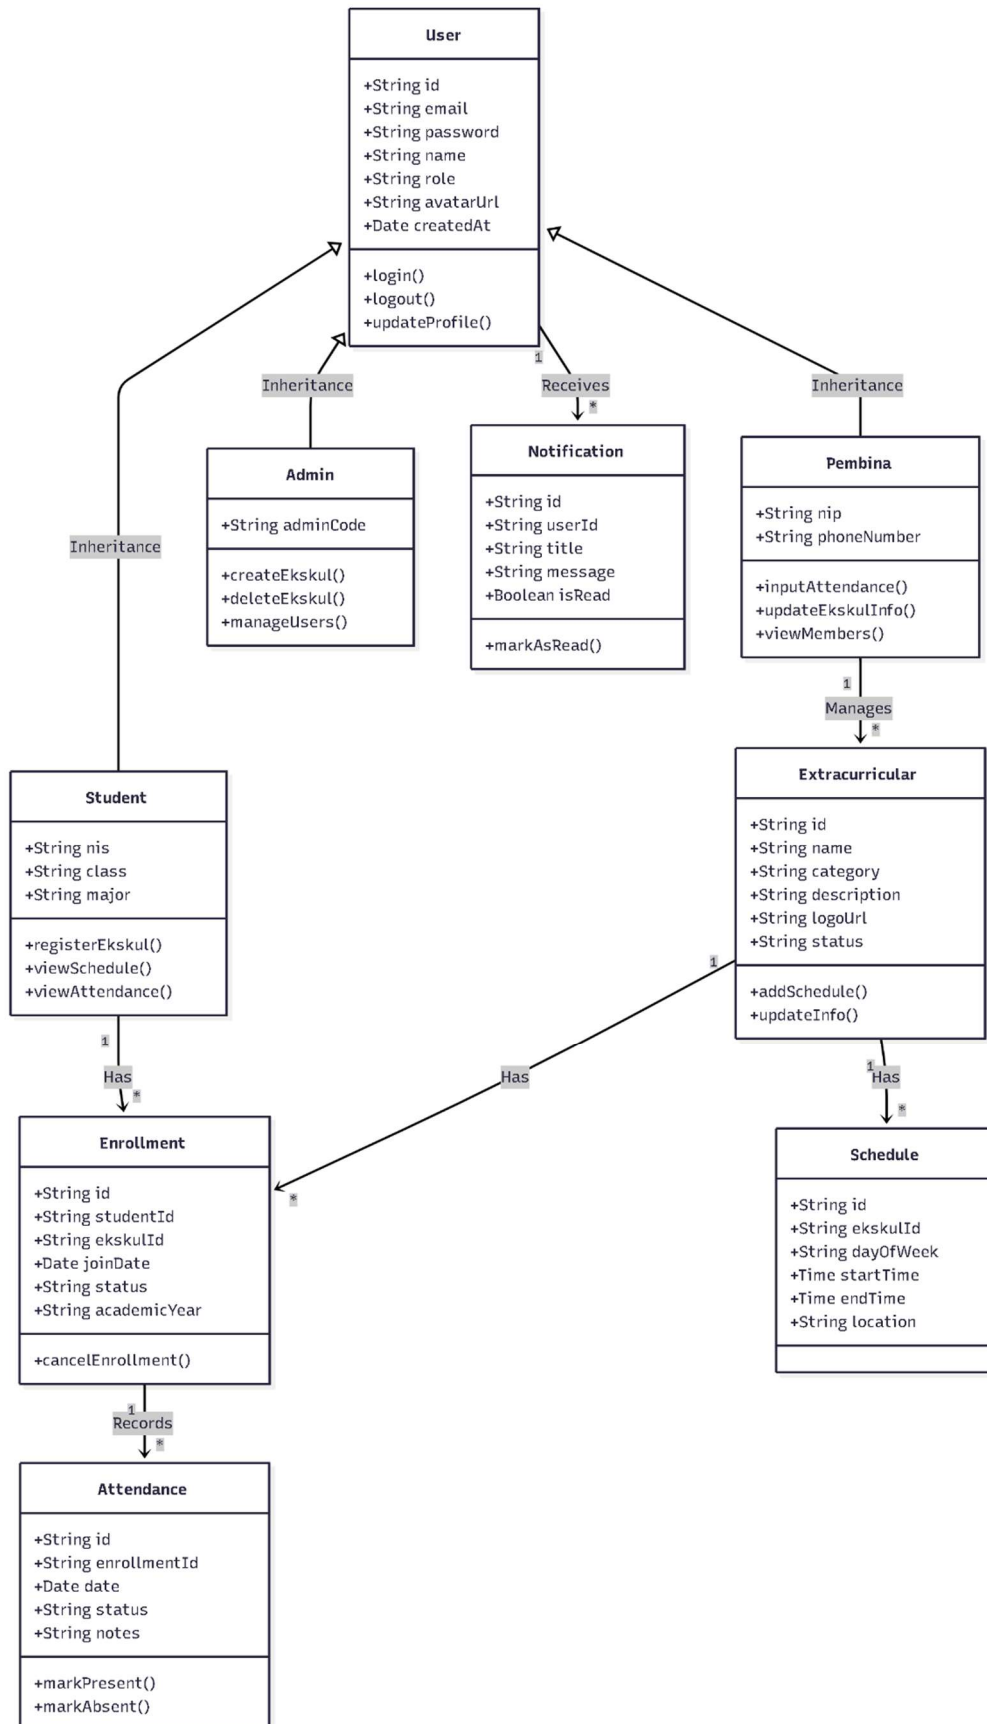 User
+String id
+String email
+String password
+String name
+String role
+String avatarUrl
+Date createdAt
+login()
+logout()
+updateProfile()
1
Inheritance
Receives
*
Inheritance
Admin
+String adminCode
+createEkskul()
+deleteEkskul()
+manageUsers()
Notification
+String id
+String userId
+String title
+String message
+Boolean isRead
+markAsRead()
Pembina
+String nip
+String phoneNumber
+inputAttendance()
+updateEkskulInfo()
+viewMembers()
Inheritance
1
Manages
*
Student
+String nis
+String class
+String major
+registerEkskul()
+viewSchedule()
+viewAttendance()
Extracurricular
+String id
+String name
+String category
+String description
+String logoUrl
+String status
+addSchedule()
+updateInfo()
1
1
Has
*
Has
*
1
Has
*
Enrollment
+String id
+String studentId
+String ekskulId
+Date joinDate
+String status
+String academicYear
+cancelEnrollment()
Schedule
+String id
+String ekskulId
+String dayOfWeek
+Time startTime
+Time endTime
+String location
1
Records
*
Attendance
+String id
+String enrollmentId
+Date date
+String status
+String notes
+markPresent()
+markAbsent()